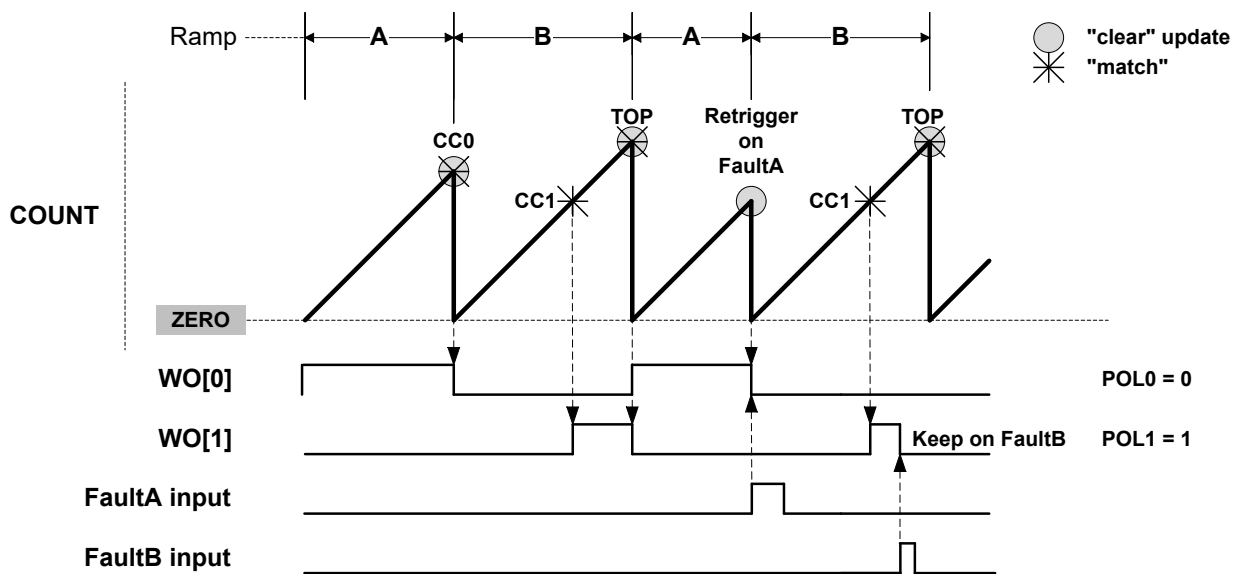 Ramp A B A B
"clear" update
"match"
CC0
TOP
Retrigger
on
FaultA
TOP
CC1
CC1
COUNT
ZERO
WO[0]
POL0 = 0
WO[1]
Keep on FaultB
POL1 = 1
FaultA input
FaultB input